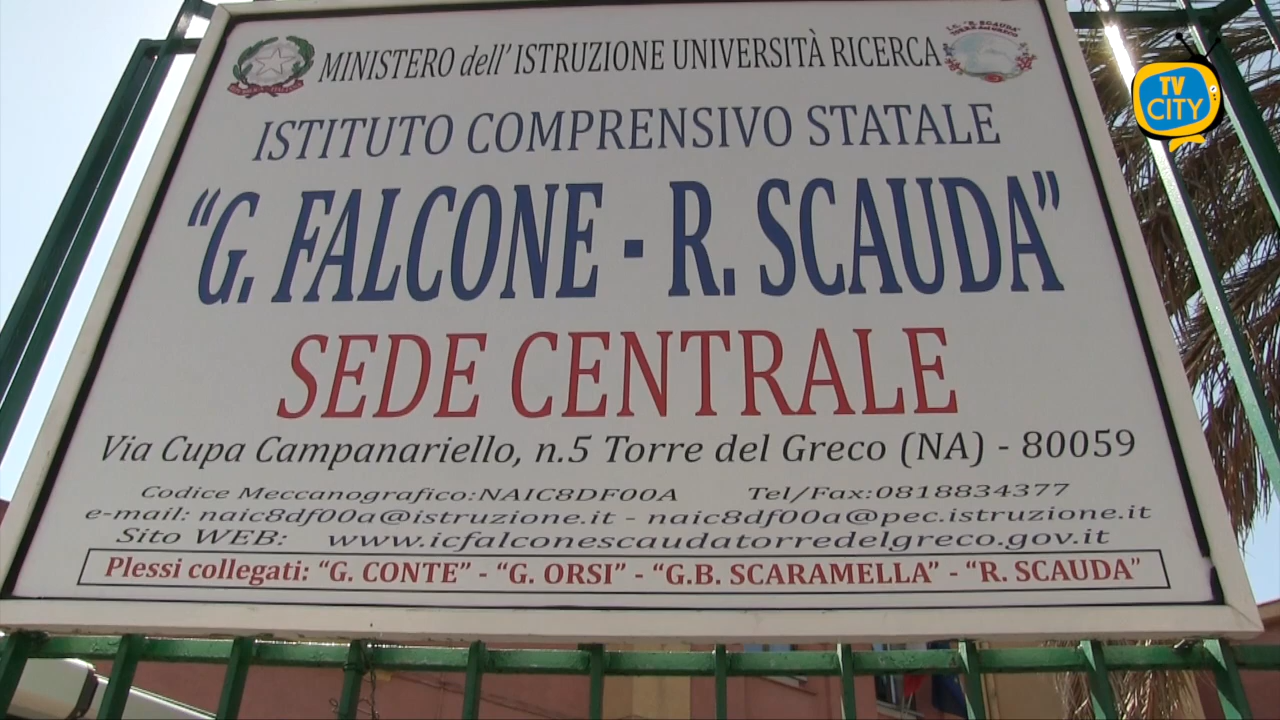 MINISTERO dell' ISTRUZIONE UNIVERSITÀ RICERCA
TV
CITY
ISTITUTO COMPRENSIVO STATALE
"G. FALCONE - R. SCAUDA"
SEDE CENTRALE
Via Cupa Campanariello, n.5 Torre del Greco (NA) - 80059
Codice Meccanografico:NAIC8DF00A Tel/Fax:0818834377
e-mail: naic8df00a@istruzione.it - naic8df00a@pec.istruzione.it
Sito WEB: www.icfalconescaudatorredelgreco.gov.it
Plessi collegati: "G. CONTE" - "G. ORSI" - "G.B. SCARAMELLA" - "R. SCAUDA"